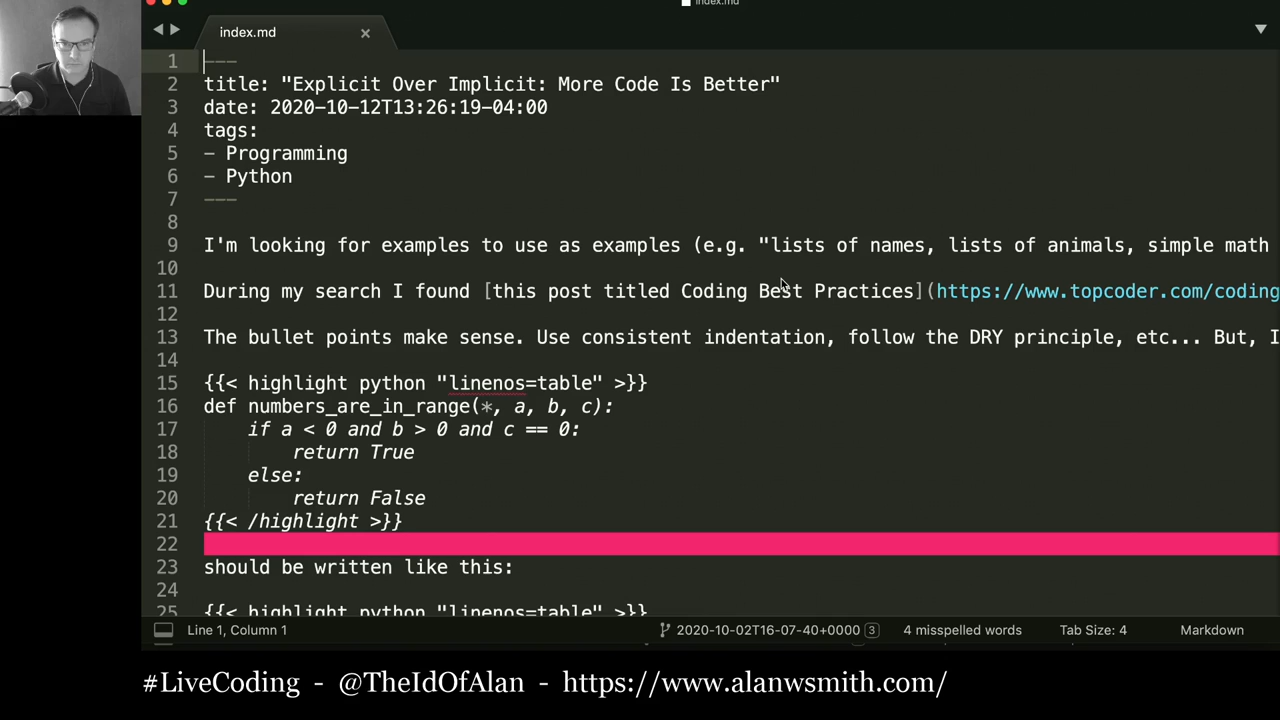 index.md
index.md
1 ---
2 title: "Explicit Over Implicit: More Code Is Better"
3 date: 2020-10-12T13:26:19-04:00
4 tags:
5 - Programming
6 - Python
7 ---
8
9 I'm looking for examples to use as examples (e.g. "lists of names, lists of animals, simple math
10
11 During my search I found [this post titled Coding Best Practices](https://www.topcoder.com/coding
12
13 The bullet points make sense. Use consistent indentation, follow the DRY principle, etc... But, I
14
15 {{< highlight python "linenos=table" >}}
16 def numbers_are_in_range(*, a, b, c):
17 if a < 0 and b > 0 and c == 0:
18 return True
19 else:
20 return False
21 {{< /highlight >}}
22
23 should be written like this:
24
25 {{< highlight python "linenos=table" >}}
Line 1, Column 1 2020-10-02T16-07-40+0000 3 4 misspelled words Tab Size: 4 Markdown
#LiveCoding - @TheIdOfAlan - https://www.alanwsmith.com/